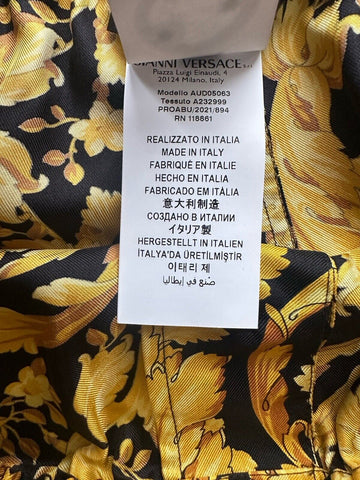 GIANNI VERSACE S.r.l.
Piazza Luigi Einaudi, 4
20124 Milano, Italy
Modello AUD05063
Tessuto A232999
PROABU/2021/894
RN 118861
REALIZZATO IN ITALIA
MADE IN ITALY
FABRIQUÉ EN ITALIE
HECHO EN ITALIA
FABRICADO EM ITÁLIA
意大利制造
СОЗДАНО В ИТАЛИИ
イタリア製
HERGESTELLT IN ITALIEN
İTALYA'DA ÜRETİLMİŞTİR
이태리 제
صنع في إيطاليا